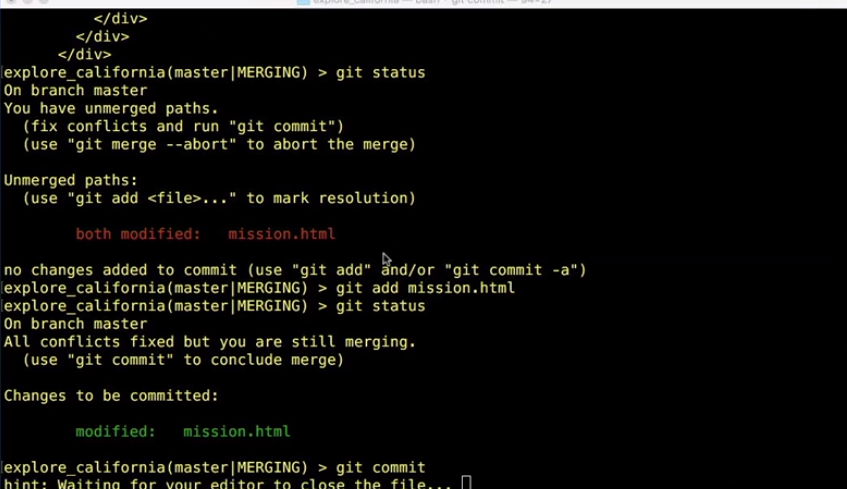 explore_california — bash · git commit — 94×27
</div>
</div>
</div>
explore_california(master|MERGING) > git status
On branch master
You have unmerged paths.
(fix conflicts and run "git commit")
(use "git merge --abort" to abort the merge)
Unmerged paths:
(use "git add <file>..." to mark resolution)
both modified: mission.html
no changes added to commit (use "git add" and/or "git commit -a")
explore_california(master|MERGING) > git add mission.html
explore_california(master|MERGING) > git status
On branch master
All conflicts fixed but you are still merging.
(use "git commit" to conclude merge)
Changes to be committed:
modified: mission.html
explore_california(master|MERGING) > git commit
hint: Waiting for your editor to close the file...